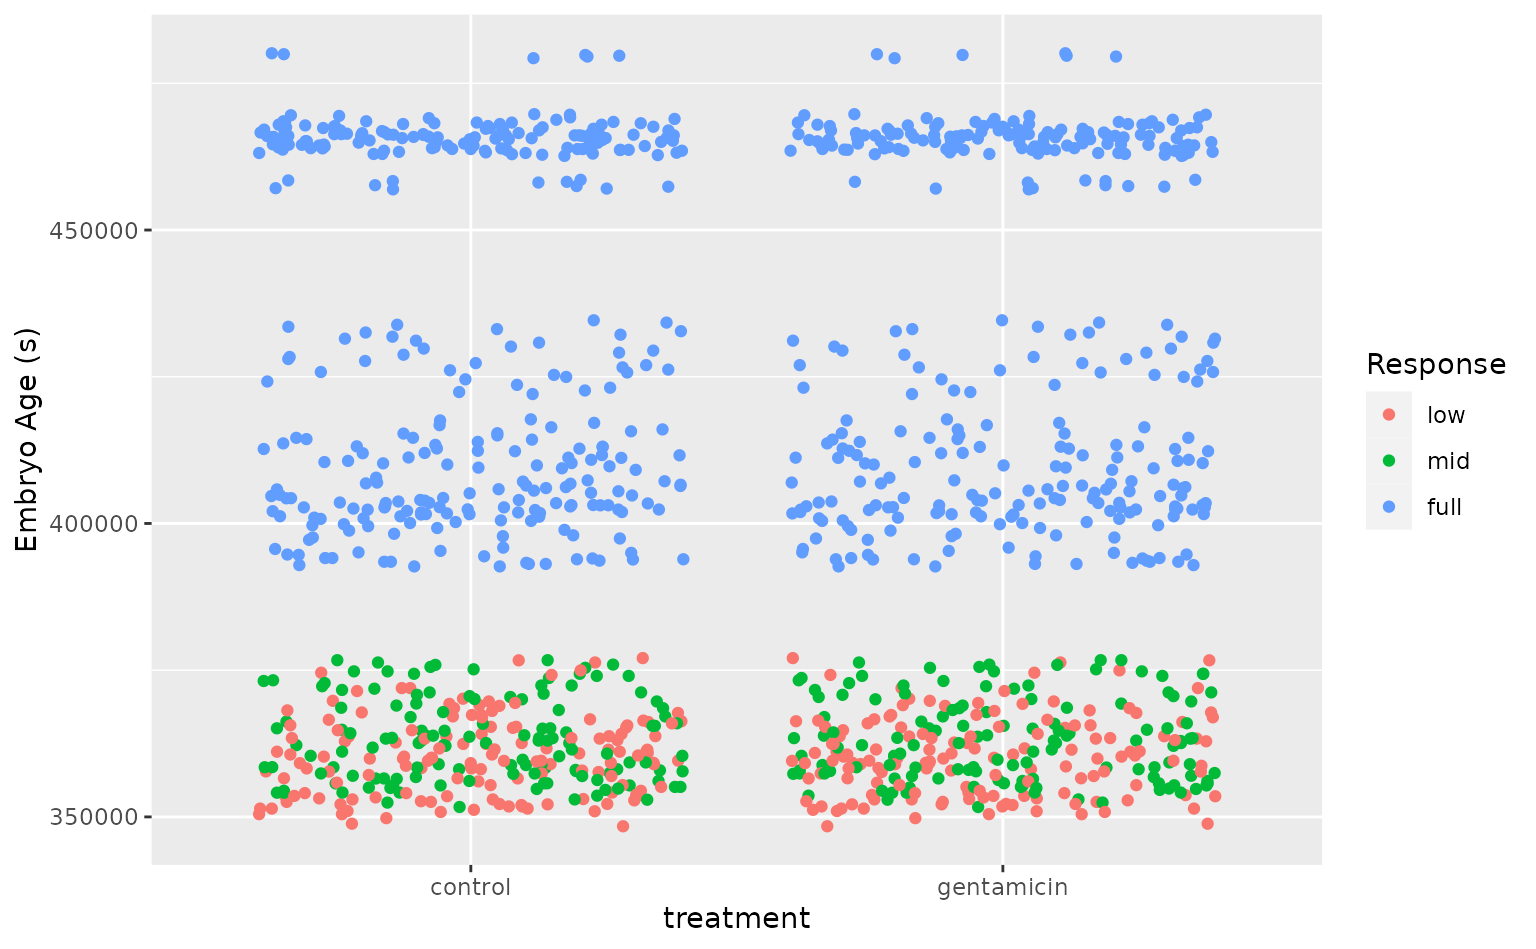 Embryo Age (s)
450000
400000
350000
control
gentamicin
treatment
Response
low
mid
full